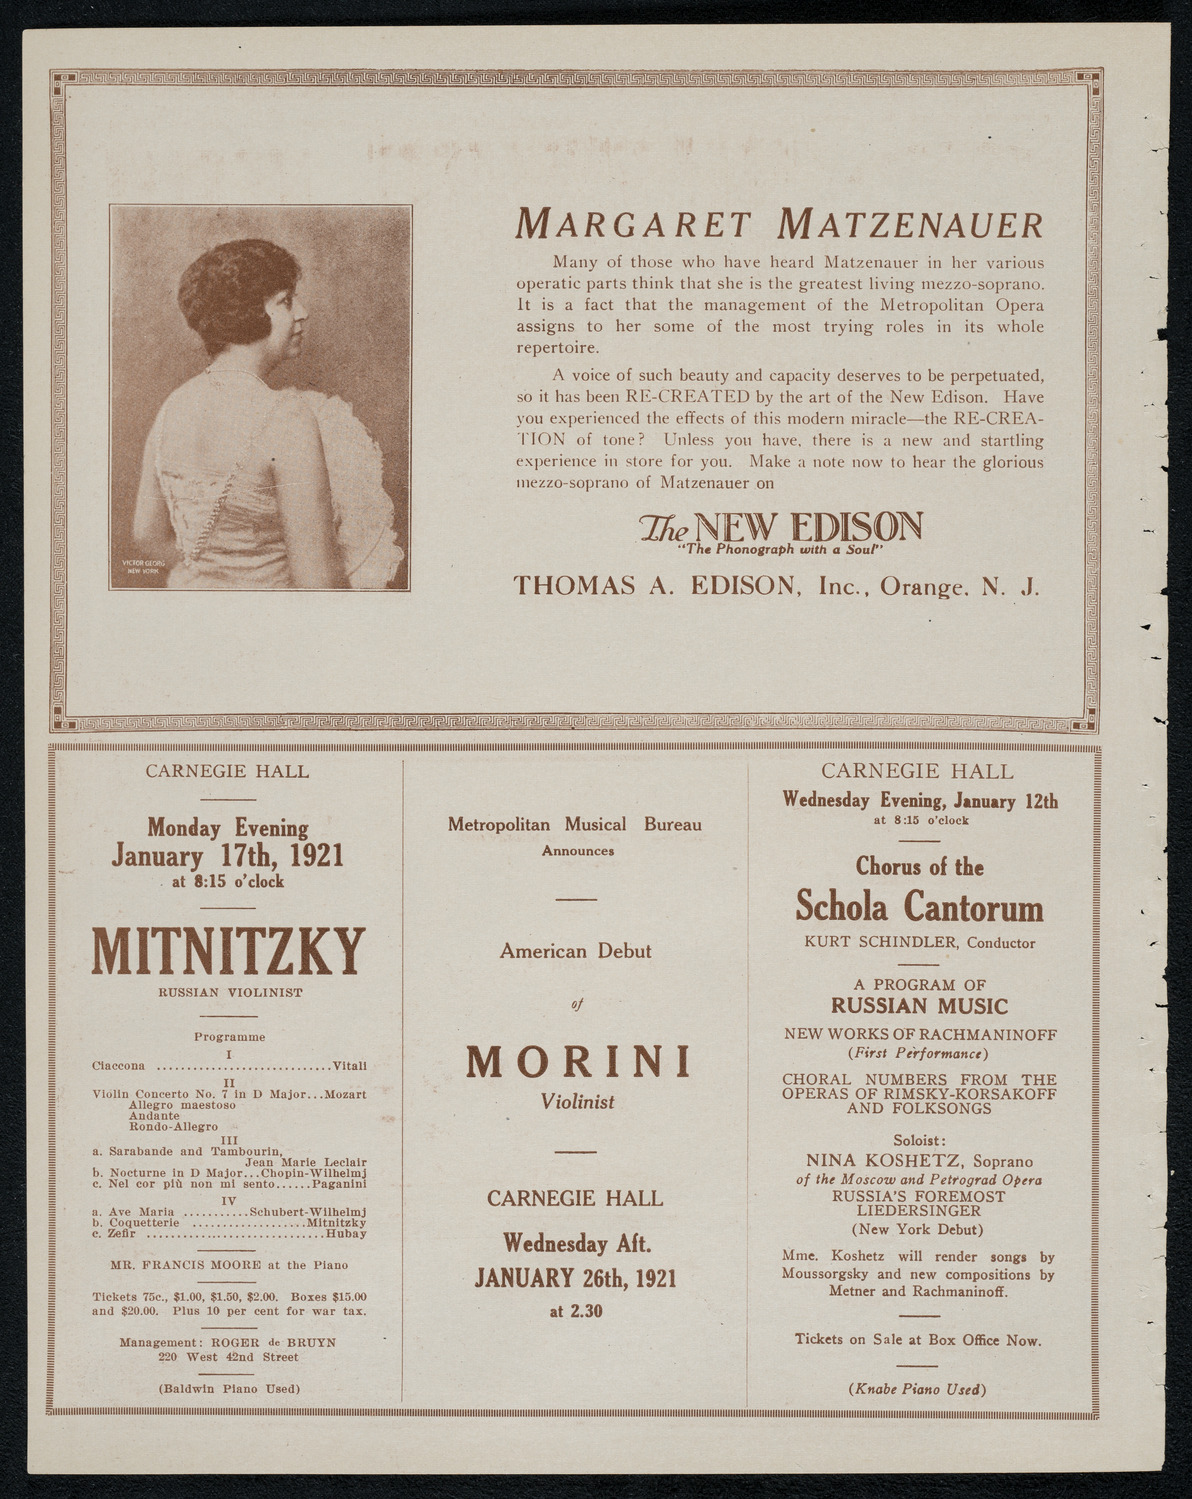 MARGARET MATZENAUER
Many of those who have heard Matzenauer in her various
operatic parts think that she is the greatest living mezzo-soprano.
It is a fact that the management of the Metropolitan Opera
assigns to her some of the most trying roles in its whole
repertoire.
A voice of such beauty and capacity deserves to be perpetuated,
so it has been RE-CREATED by the art of the New Edison. Have
you experienced the effects of this modern miracle—the RE-CREA-
TION of tone? Unless you have, there is a new and startling
experience in store for you. Make a note now to hear the glorious
mezzo-soprano of Matzenauer on
The NEW EDISON
"The Phonograph with a Soul"
THOMAS A. EDISON, Inc., Orange, N. J.
VICTOR GEORG
NEW YORK
CARNEGIE HALL
Monday Evening
January 17th, 1921
at 8:15 o'clock
MITNITZKY
RUSSIAN VIOLINIST
Programme
I
Ciaccona ............................Vitali
II
Violin Concerto No. 7 in D Major...Mozart
Allegro maestoso
Andante
Rondo-Allegro
III
a. Sarabande and Tambourin,
Jean Marie Leclair
b. Nocturne in D Major...Chopin-Wilhelmj
c. Nel cor più non mi sento......Paganini
IV
a. Ave Maria ..........Schubert-Wilhelmj
b. Coquetterie ..................Mitnitzky
c. Zefir ............................Hubay
MR. FRANCIS MOORE at the Piano
Tickets 75c., $1.00, $1.50, $2.00. Boxes $15.00
and $20.00. Plus 10 per cent for war tax.
Management: ROGER de BRUYN
220 West 42nd Street
(Baldwin Piano Used)
Metropolitan Musical Bureau
Announces
American Debut
of
MORINI
Violinist
CARNEGIE HALL
Wednesday Aft.
JANUARY 26th, 1921
at 2.30
CARNEGIE HALL
Wednesday Evening, January 12th
at 8:15 o'clock
Chorus of the
Schola Cantorum
KURT SCHINDLER, Conductor
A PROGRAM OF
RUSSIAN MUSIC
NEW WORKS OF RACHMANINOFF
(First Performance)
CHORAL NUMBERS FROM THE
OPERAS OF RIMSKY-KORSAKOFF
AND FOLKSONGS
Soloist:
NINA KOSHETZ, Soprano
of the Moscow and Petrograd Opera
RUSSIA'S FOREMOST
LIEDERSINGER
(New York Debut)
Mme. Koshetz will render songs by
Moussorgsky and new compositions by
Metner and Rachmaninoff.
Tickets on Sale at Box Office Now.
(Knabe Piano Used)